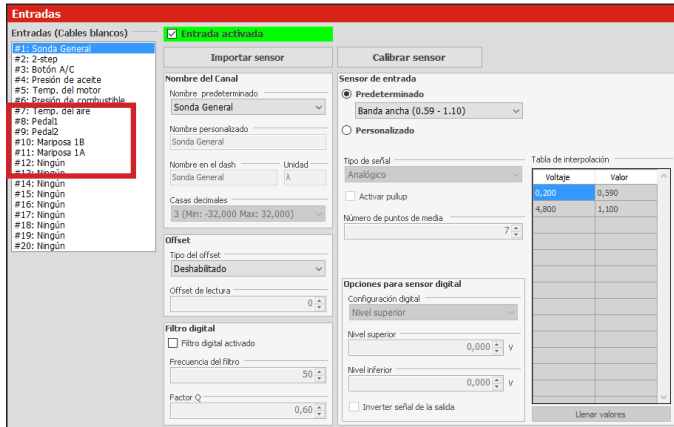 Entradas
Entradas (Cables blancos)
#1: Sonda General
#2: 2-step
#3: Botón A/C
#4: Presión de aceite
#5: Temp. del motor
#6: Presión de combustible
#7: Temp. del aire
#8: Pedal1
#9: Pedal2
#10: Mariposa 1B
#11: Mariposa 1A
#12: Ningún
#13: Ningún
#14: Ningún
#15: Ningún
#16: Ningún
#17: Ningún
#18: Ningún
#19: Ningún
#20: Ningún
Entrada activada
Importar sensor
Calibrar sensor
Nombre del Canal
Nombre predeterminado
Sonda General
Nombre personalizado
Sonda General
Nombre en el dash Unidad
Sonda General λ
Casas decimales
3 (Min: -32,000 Max: 32,000)
Offset
Tipo del offset
Deshabilitado
Offset de lectura
0
Filtro digital
Filtro digital activado
Frecuencia del filtro
50
Factor Q
0,60
Sensor de entrada
Predeterminado
Banda ancha (0.59 - 1.10)
Personalizado
Tipo de señal
Analógico
Activar pullup
Número de puntos de media
7
Opciones para sensor digital
Configuración digital
Nivel superior
Nivel superior
0,000 v
Nivel inferior
0,000 v
Inverter señal de la salida
Tabla de interpolación
Voltaje Valor
0,200 0,590
4,800 1,100
Llenar valores